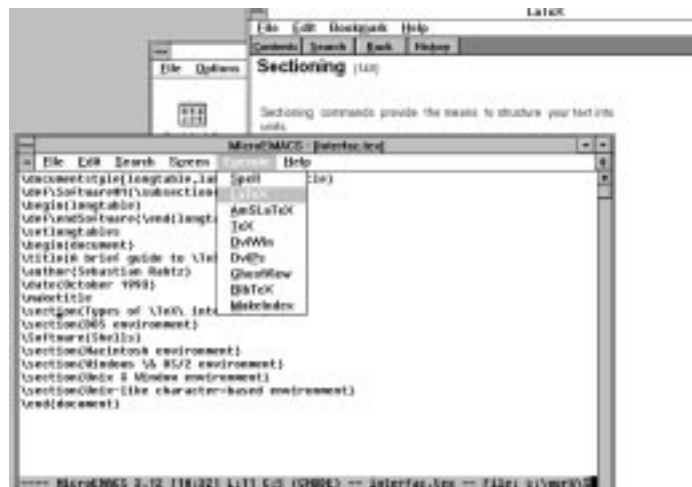 LaTeX
File Edit Bookmark Help
Contents Search Back History
File Options
Sectioning
Sectioning commands provide the means to structure your text into
units.
MicroEMACS - [interfac.tex]
File Edit Search Screen Help
\documentstyle{longtable,
\def\Software#1{\subsection
\begin{longtable}
\def\endSoftware{\end{longt
\setlongtables
\begin{document}
\title{A brief guide to \TeX
\author{Sebastian Rahtz}
\date{October 1993}
\maketitle
\section{Types of \TeX\ inte
\section{DOS environment}
\Software{Shells}
\section{Macintosh environment}
\section{Windows \& OS/2 environment}
\section{Unix X Window environment}
\section{Unix-like character-based environment}
\end{document}
Spell
LaTeX
AmSLaTeX
TeX
DviWin
DviPs
GhostView
BibTeX
MakeIndex
---- MicroEMACS 3.12 L:11 C:5 (CMODE) -- interfac.tex -- File: